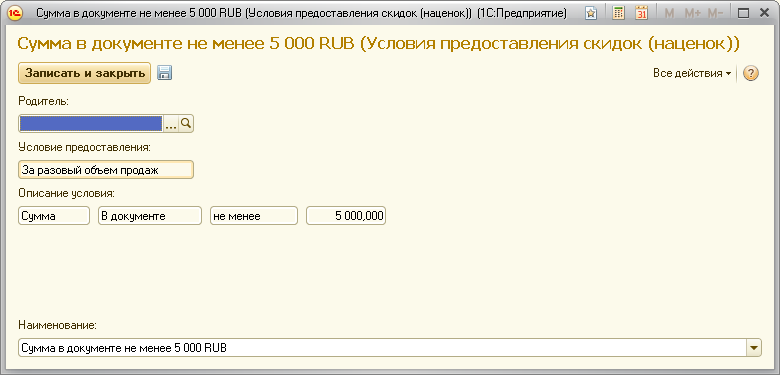 Сумма в документе не менее 5 000 RUB (Условия предоставления скидок (наценок)) (1С:Предприятие) M M+ M-
Сумма в документе не менее 5 000 RUB (Условия предоставления скидок (наценок))
Записать и закрыть Все действия ?
Родитель:
...
Условие предоставления:
За разовый объем продаж
Описание условия:
Сумма В документе не менее 5 000,000
Наименование:
Сумма в документе не менее 5 000 RUB